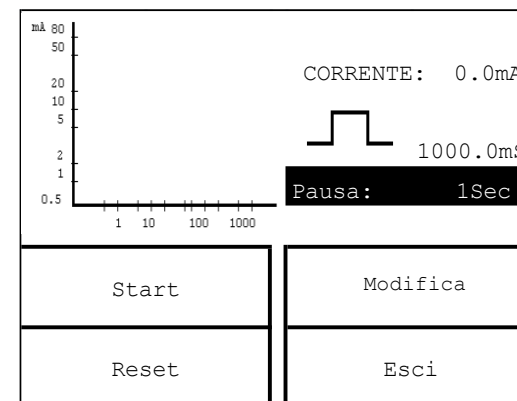 mA 80
50
20
10
5
2
1
0.5
1 10 100 1000
CORRENTE: 0.0mA
1000.0mS
Pausa: 1Sec
Start
Modifica
Reset
Esci